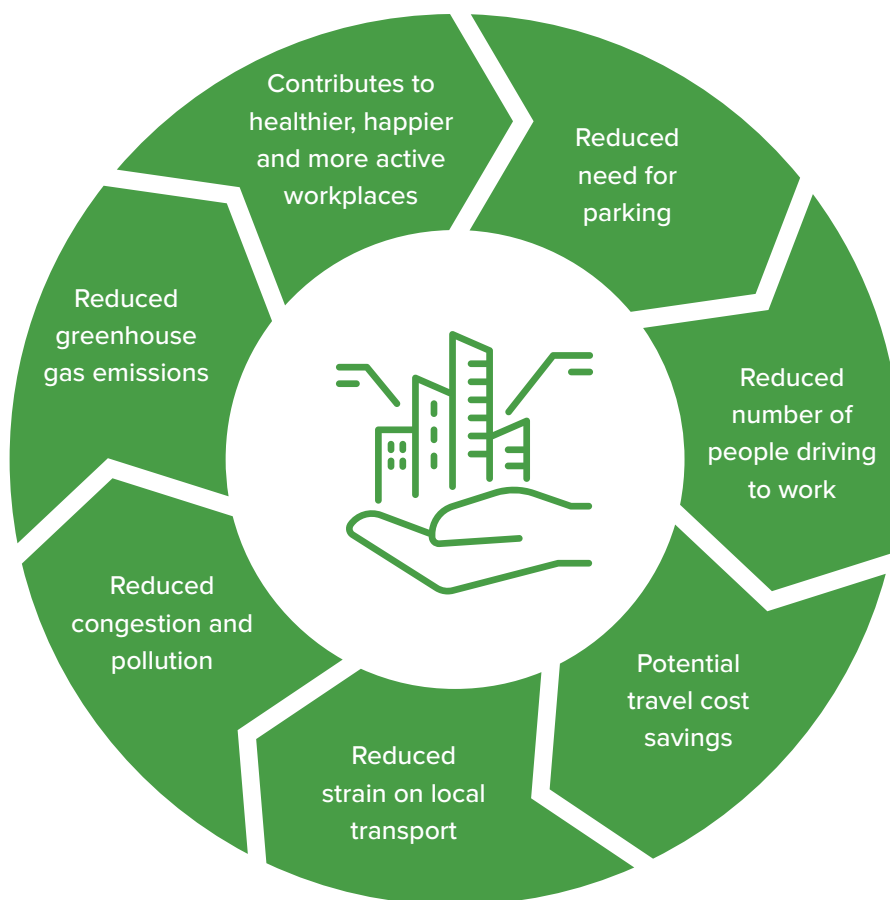 Contributes to
healthier, happier
and more active
workplaces
Reduced
need for
parking
Reduced
number of
people driving
to work
Potential
travel cost
savings
Reduced
strain on local
transport
Reduced
congestion and
pollution
Reduced
greenhouse
gas emissions